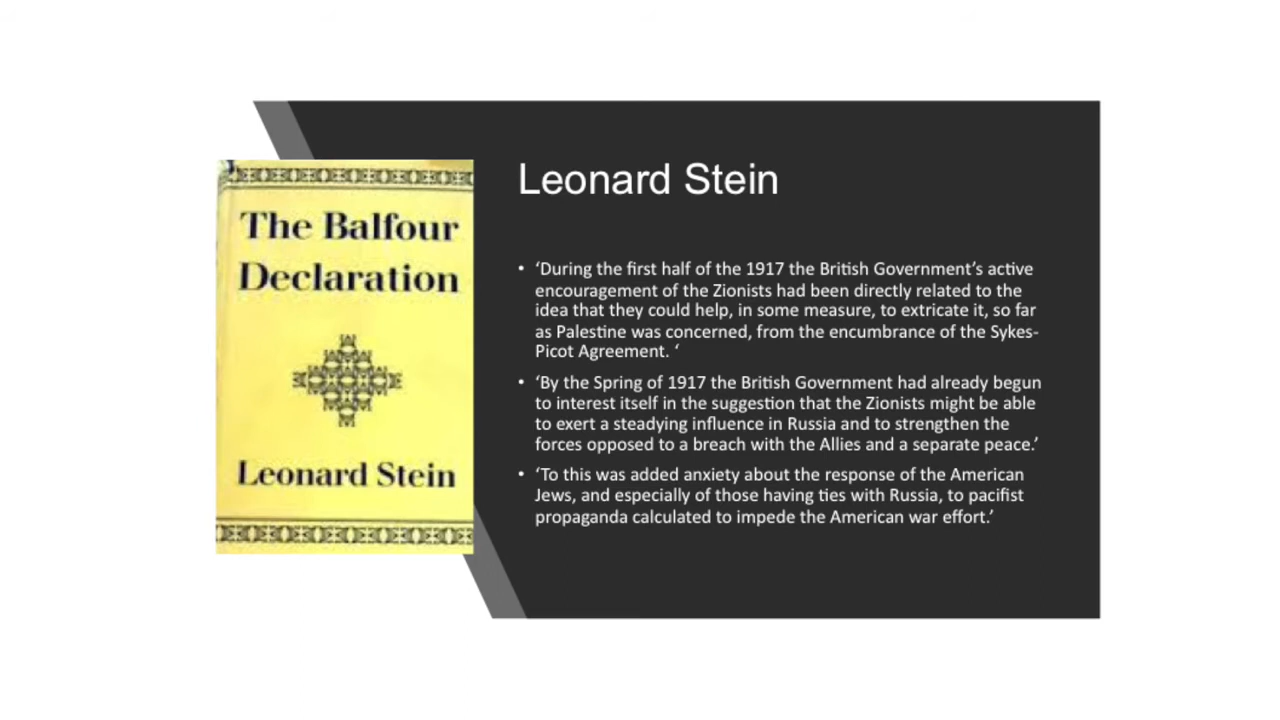 The Balfour
Declaration
Leonard Stein
Leonard Stein
• ‘During the first half of the 1917 the British Government’s active
encouragement of the Zionists had been directly related to the
idea that they could help, in some measure, to extricate it, so far
as Palestine was concerned, from the encumbrance of the Sykes-
Picot Agreement. ‘
• ‘By the Spring of 1917 the British Government had already begun
to interest itself in the suggestion that the Zionists might be able
to exert a steadying influence in Russia and to strengthen the
forces opposed to a breach with the Allies and a separate peace.’
• ‘To this was added anxiety about the response of the American
Jews, and especially of those having ties with Russia, to pacifist
propaganda calculated to impede the American war effort.’